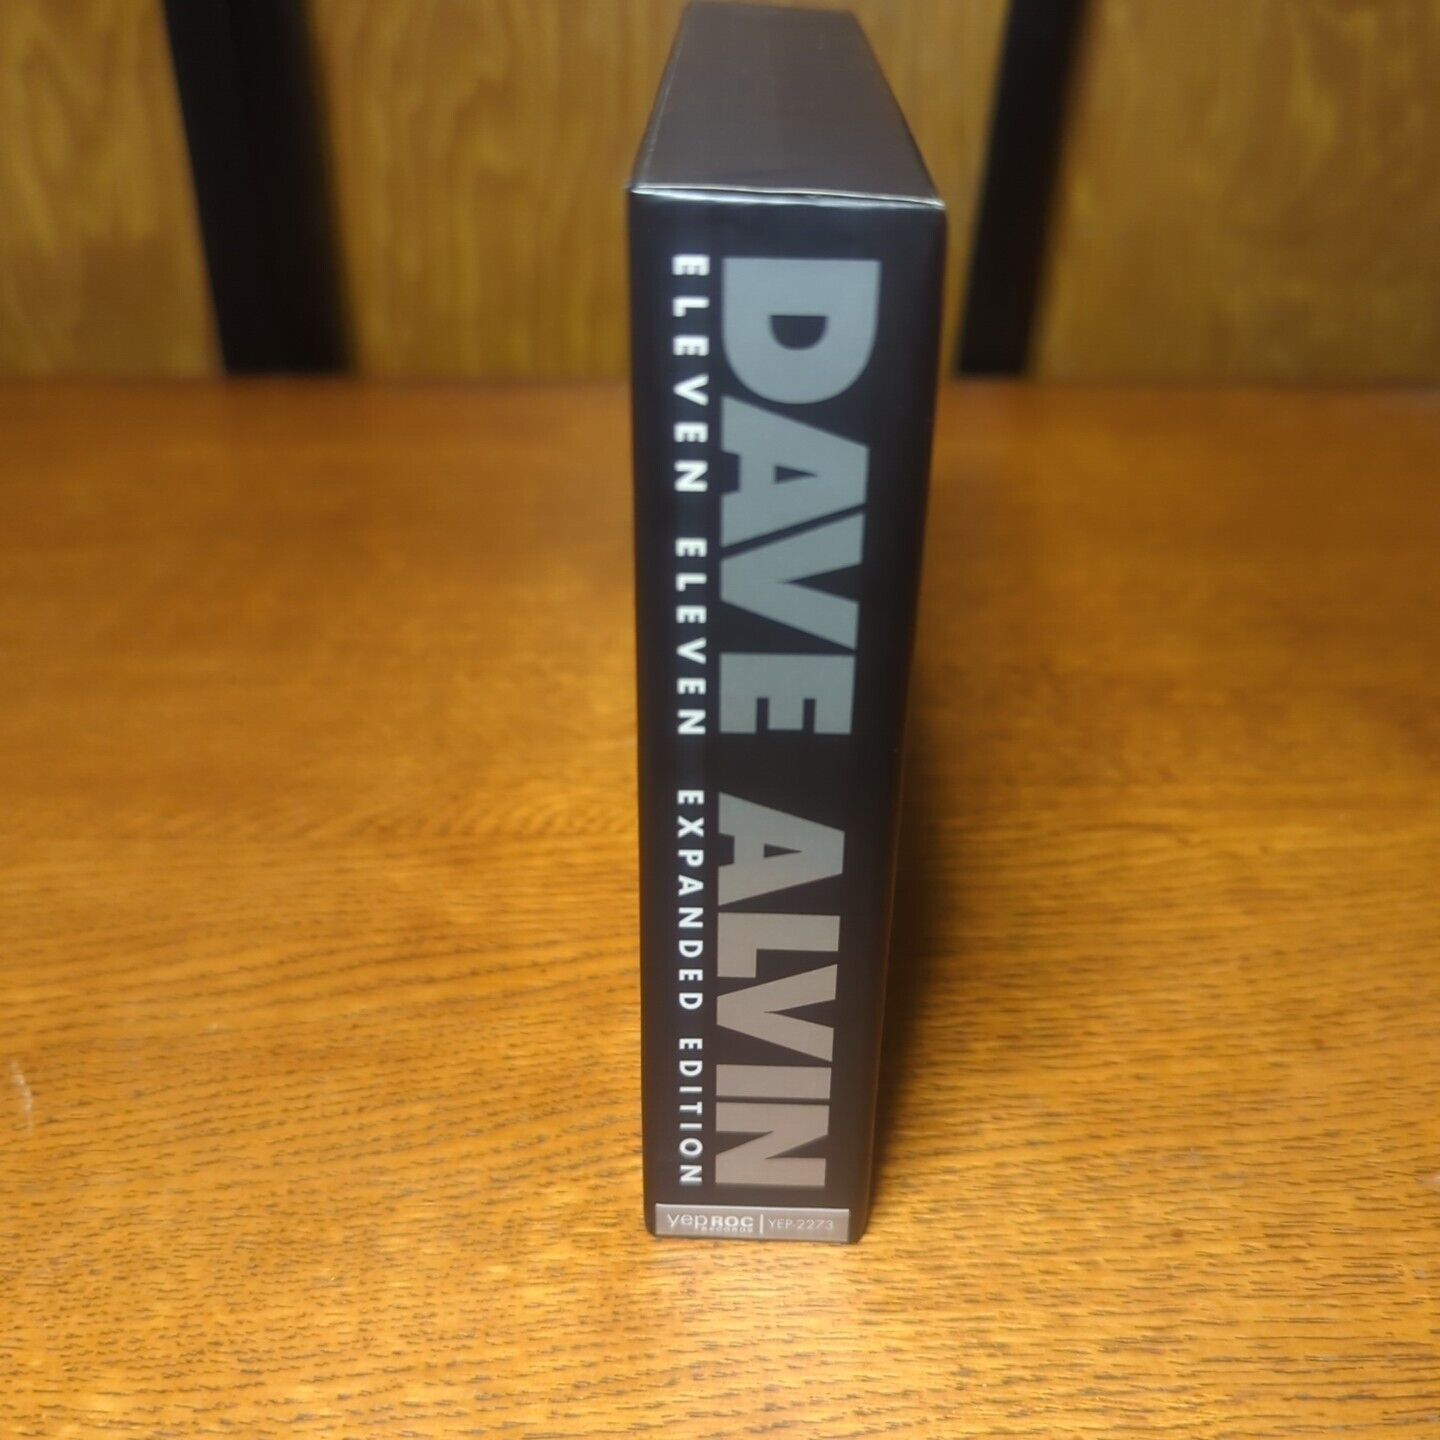 DAVE ALVIN
ELEVEN ELEVEN EXPANDED EDITION
yep ROC
RECORDS
YEP-2273